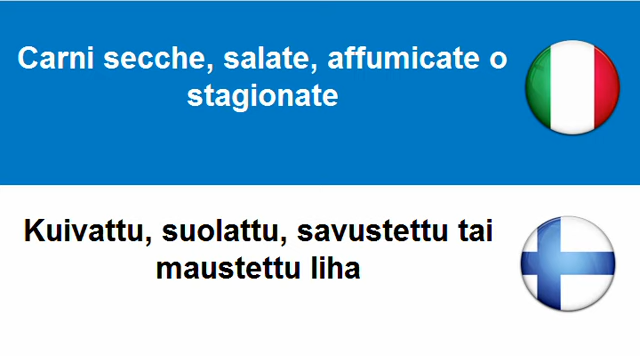 Carni secche, salate, affumicate o
stagionate
Kuivattu, suolattu, savustettu tai
maustettu liha